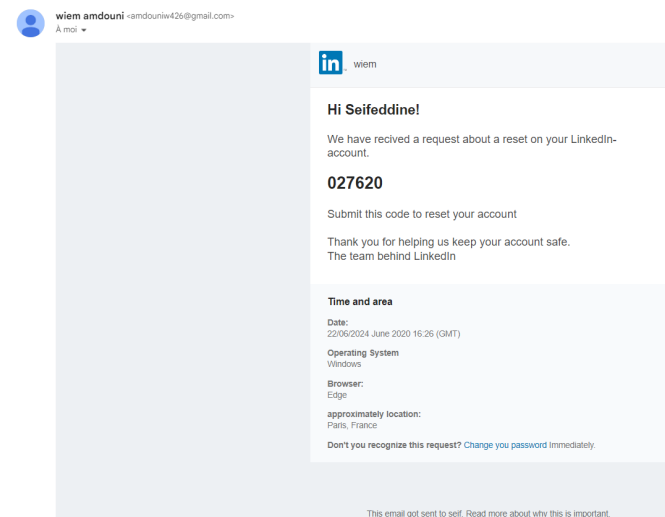 wiem amdouni <amdouniw426@gmail.com>
À moi
in wiem
Hi Seifeddine!
We have recived a request about a reset on your LinkedIn-
account.
027620
Submit this code to reset your account
Thank you for helping us keep your account safe.
The team behind LinkedIn
Time and area
Date:
22/06/2024 June 2020 16:26 (GMT)
Operating System
Windows
Browser:
Edge
approximately location:
Paris, France
Don't you recognize this request? Change you password Immediately.
This email got sent to seif. Read more about why this is important.